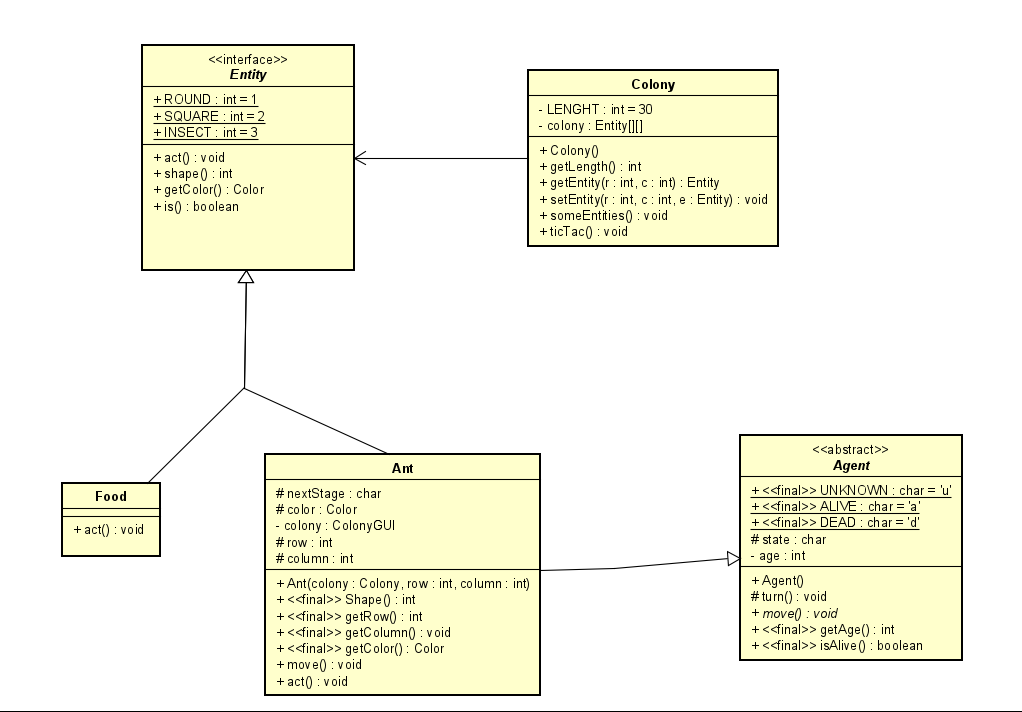 <<interface>>
Entity
+ ROUND : int = 1
+ SQUARE : int = 2
+ INSECT : int = 3
+ act() : void
+ shape() : int
+ getColor() : Color
+ is() : boolean
Colony
- LENGHT : int = 30
- colony : Entity[][]
+ Colony()
+ getLength() : int
+ getEntity(r : int, c : int) : Entity
+ setEntity(r : int, c : int, e : Entity) : void
+ someEntities() : void
+ ticTac() : void
Food
+ act() : void
Ant
# nextStage : char
# color : Color
- colony : ColonyGUI
# row : int
# column : int
+ Ant(colony : Colony, row : int, column : int)
+ <<final>> Shape() : int
+ <<final>> getRow() : int
+ <<final>> getColumn() : void
+ <<final>> getColor() : Color
+ move() : void
+ act() : void
<<abstract>>
Agent
+ <<final>> UNKNOWN : char = 'u'
+ <<final>> ALIVE : char = 'a'
+ <<final>> DEAD : char = 'd'
# state : char
- age : int
+ Agent()
# turn() : void
+ move() : void
+ <<final>> getAge() : int
+ <<final>> isAlive() : boolean